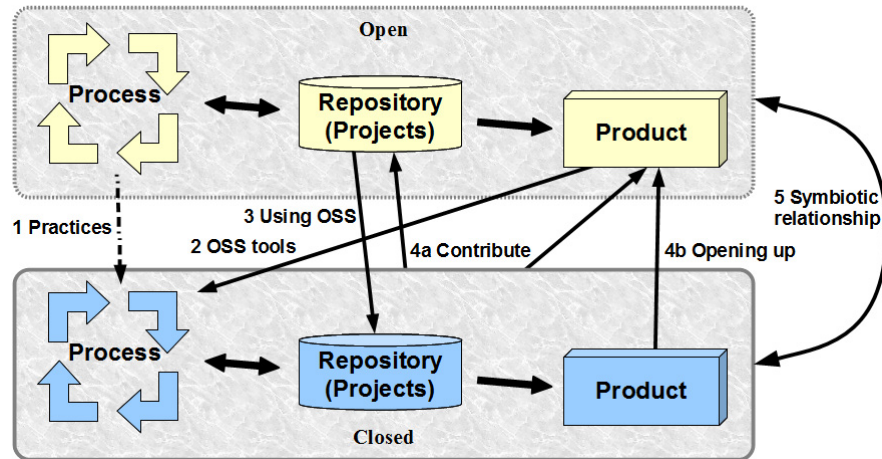 Open
Process
Repository
(Projects)
Product
1 Practices
3 Using OSS
2 OSS tools
4a Contribute
4b Opening up
5 Symbiotic
relationship
Process
Repository
(Projects)
Product
Closed